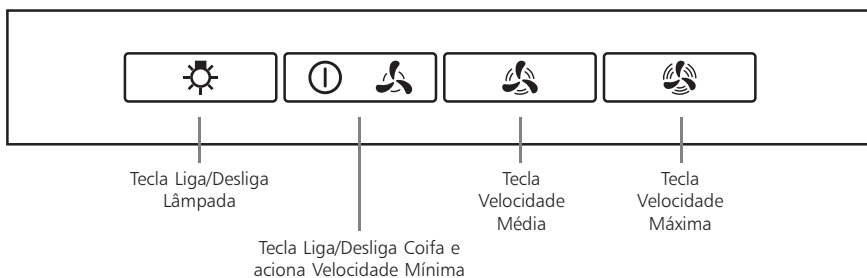 Tecla Liga/Desliga
Lâmpada
Tecla Liga/Desliga Coifa e
aciona Velocidade Mínima
Tecla
Velocidade
Média
Tecla
Velocidade
Máxima